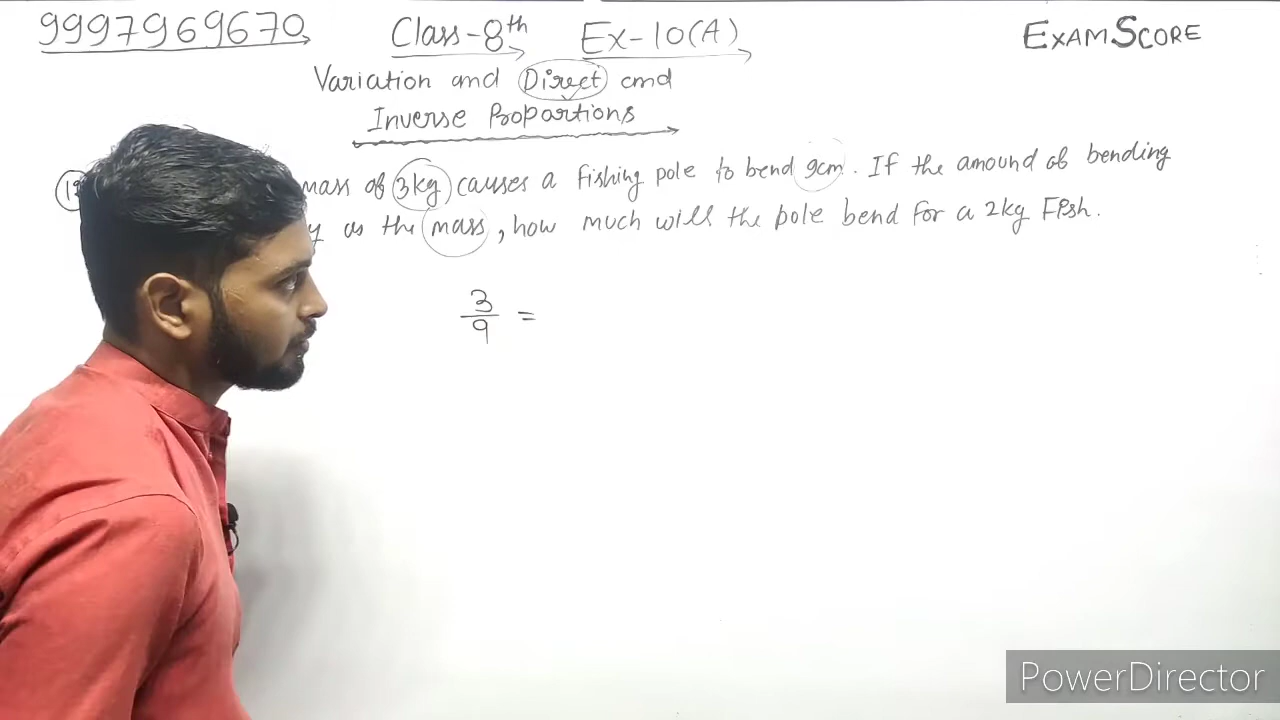 9997969670 Class-8th Ex-10(A) EXAMSCORE
Variation and Direct and
Inverse Proportions
mass of 3kg causes a fishing pole to bend 9cm. If the amound of bending
as the mass, how much will the pole bend for a 2kg Fish.
3/9 =
PowerDirector